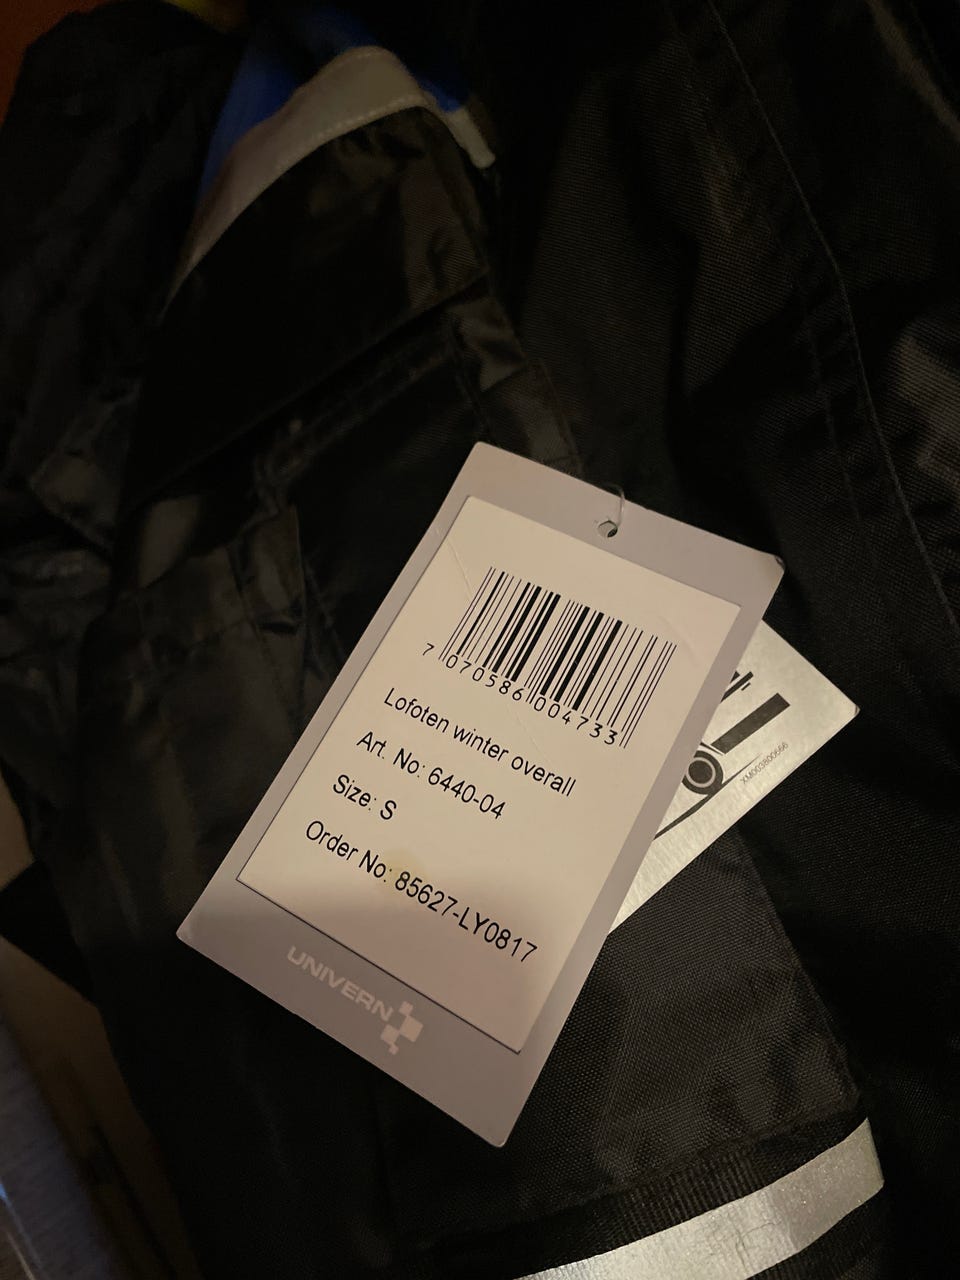 7 070586 004733
Lofoten winter overall
Art. No: 6440-04
Size: S
Order No: 85627-LY0817
UNIVERN